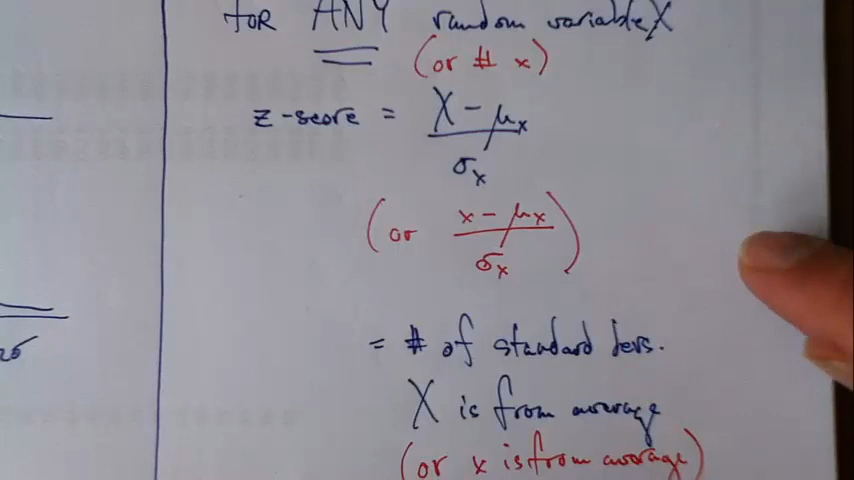 FOR ANY random variable X
(or # x)
z-score = X - μx / σx
(or x - μx / σx)
= # of standard devs.
X is from average
(or x is from average)